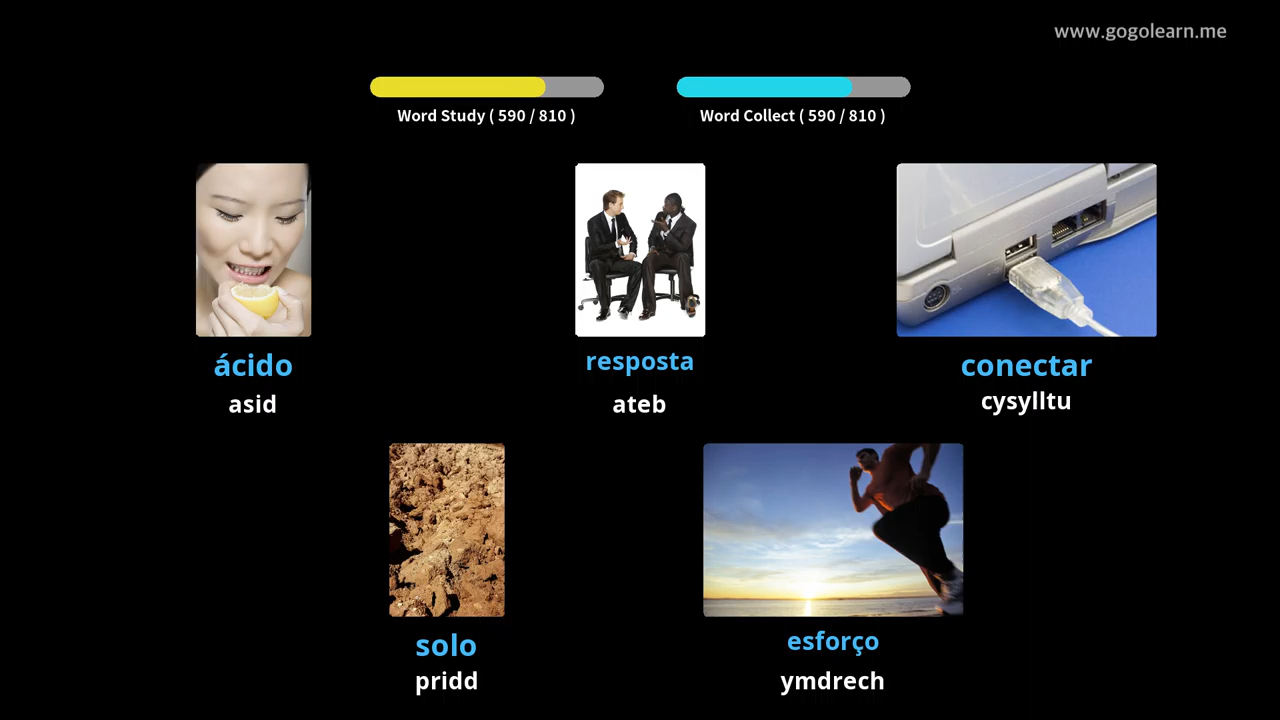 www.gogolearn.me
Word Study ( 590 / 810 )
Word Collect ( 590 / 810 )
ácido
asid
resposta
ateb
conectar
cysylltu
solo
pridd
esforço
ymdrech